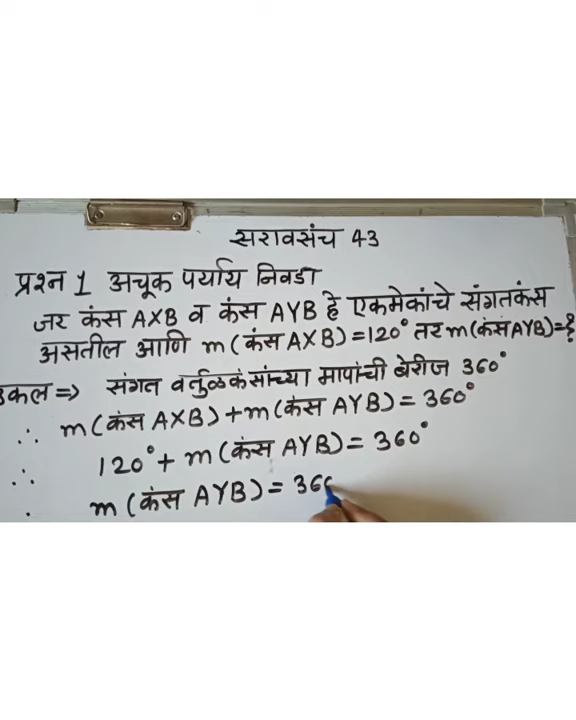 सरावसंच 43
प्रश्न 1 अचूक पर्याय निवडा
जर कंस AXB व कंस AYB हे एकमेकांचे संगतकंस
असतील आणि m (कंस AXB) = 120° तर m(कंस AYB) = ?
उकल ⇒ संगत वर्तुळकंसांच्या मापांची बेरीज 360°
∴ m (कंस AXB) + m (कंस AYB) = 360°
∴ 120° + m (कंस AYB) = 360°
m (कंस AYB) = 360